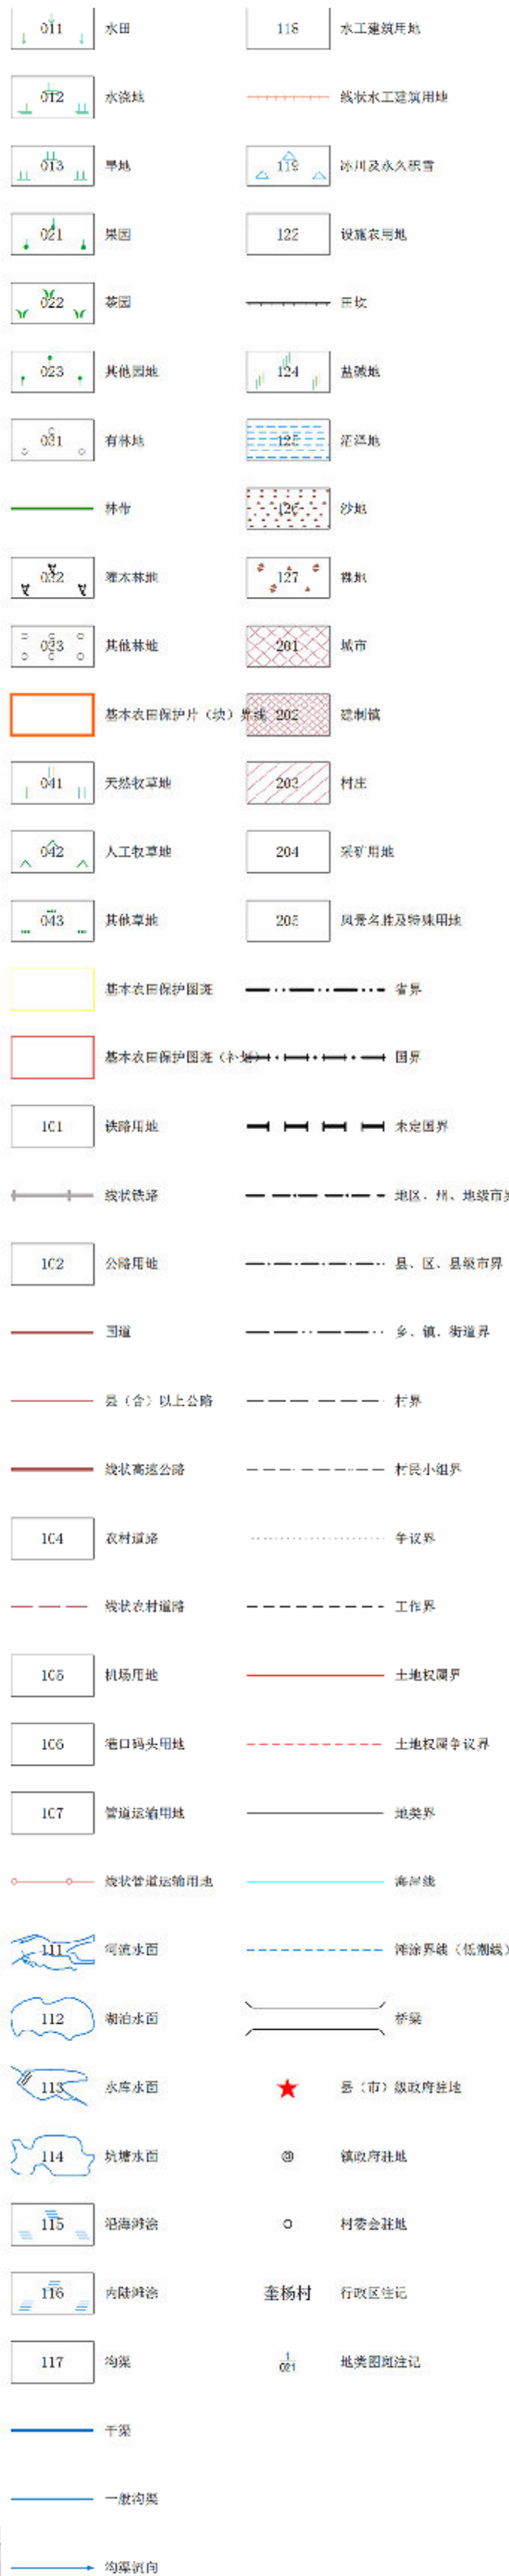 011 水田 118 水工建筑用地
012 水浇地 线状水工建筑用地
013 旱地 119 冰川及永久积雪
021 果园 122 设施农用地
022 茶园 田坎
023 其他园地 124 盐碱地
031 有林地 125 沼泽地
林带 126 沙地
032 灌木林地 127 裸地
033 其他林地 201 城市
基本农田保护片（块）界线 202 建制镇
041 天然牧草地 203 村庄
042 人工牧草地 204 采矿用地
043 其他草地 205 风景名胜及特殊用地
基本农田保护图斑 省界
基本农田保护图斑（补划） 国界
101 铁路用地 未定国界
线状铁路 地区、州、地级市界
102 公路用地 县、区、县级市界
国道 乡、镇、街道界
县（含）以上公路 村界
线状高速公路 村民小组界
104 农村道路 争议界
线状农村道路 工作界
105 机场用地 土地权属界
106 港口码头用地 土地权属争议界
107 管道运输用地 地类界
线状管道运输用地 海岸线
111 河流水面 滩涂界线（低潮线）
112 湖泊水面 桥梁
113 水库水面 县（市）级政府驻地
114 坑塘水面 镇政府驻地
115 沿海滩涂 村委会驻地
116 内陆滩涂 奎杨村 行政区注记
117 沟渠 1/021 地类图斑注记
干渠
一般沟渠
沟渠流向